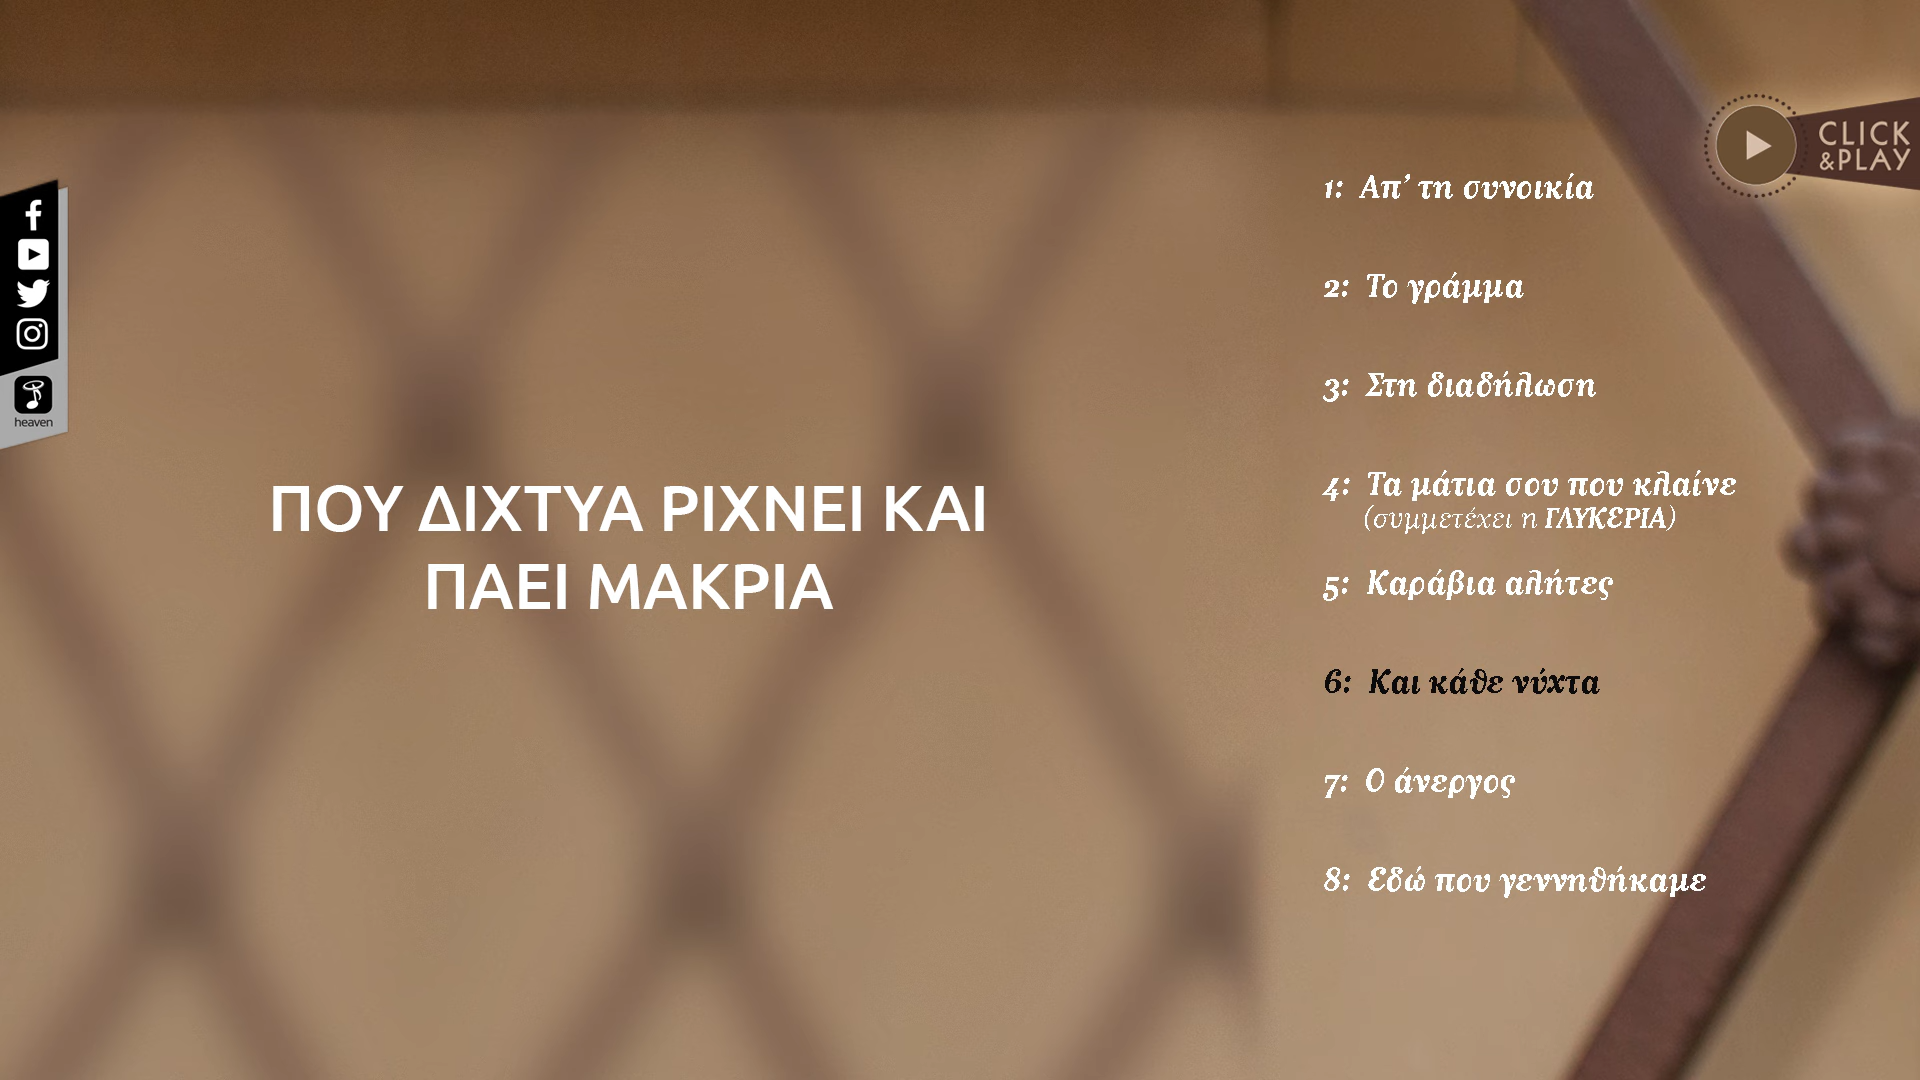 CLICK
&PLAY
1: Απ’ τη συνοικία
2: Το γράμμα
3: Στη διαδήλωση
4: Τα μάτια σου που κλαίνε
(συμμετέχει η ΓΛΥΚΕΡΙΑ)
5: Καράβια αλήτες
6: Και κάθε νύχτα
7: Ο άνεργος
8: Εδώ που γεννηθήκαμε
heaven
ΠΟΥ ΔΙΧΤΥΑ ΡΙΧΝΕΙ ΚΑΙ
ΠΑΕΙ ΜΑΚΡΙΑ